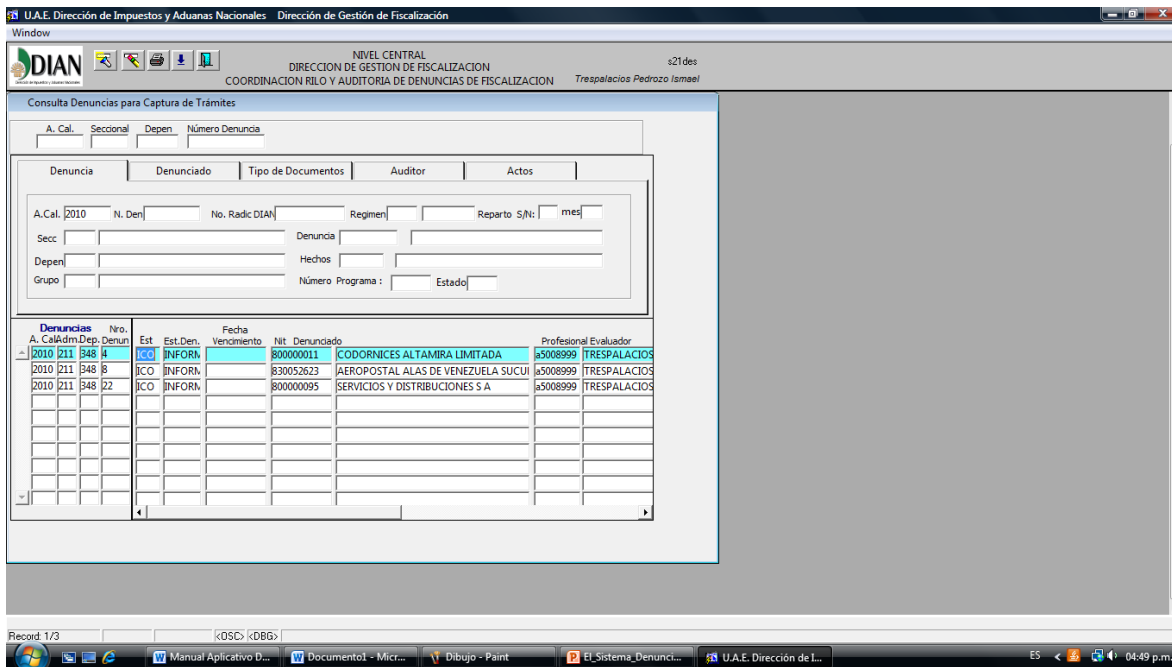 U.A.E. Dirección de Impuestos y Aduanas Nacionales   Dirección de Gestión de Fiscalización
Window
DIAN
NIVEL CENTRAL
DIRECCION DE GESTION DE FISCALIZACION
COORDINACION RILO Y AUDITORIA DE DENUNCIAS DE FISCALIZACION
s21des
Trespalacios Pedrozo Ismael
Consulta Denuncias para Captura de Trámites
A. Cal. Seccional Depen Número Denuncia
Denuncia Denunciado Tipo de Documentos Auditor Actos
A.Cal. 2010 N. Den No. Radic DIAN Regimen Reparto S/N: mes
Secc Denuncia
Depen Hechos
Grupo Número Programa : Estado
Denuncias Nro. Fecha
A. Cal Adm. Dep. Denun Est Est.Den. Vencimiento Nit Denunciado Profesional Evaluador
2010 211 348 4 ICO INFORM 800000011 CODORNICES ALTAMIRA LIMITADA a5008999 TRESPALACIOS
2010 211 348 8 ICO INFORM 830052623 AEROPOSTAL ALAS DE VENEZUELA SUCUI a5008999 TRESPALACIOS
2010 211 348 22 ICO INFORM 800000095 SERVICIOS Y DISTRIBUCIONES S A a5008999 TRESPALACIOS
Record: 1/3 <OSC> <DBG>
Manual Aplicativo D... Documento1 - Micr... Dibujo - Paint El_Sistema_Denunci... U.A.E. Dirección de I... ES 04:49 p.m.